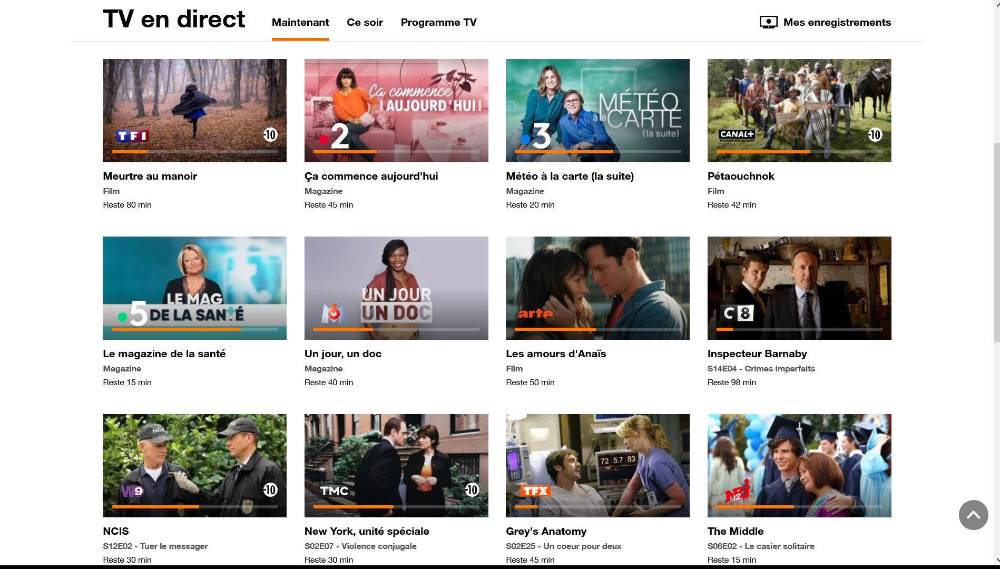 TV en direct
Maintenant
Ce soir
Programme TV
Mes enregistrements
TF1
-10
Ça commence
AUJOURD'HUI !
2
MÉTÉO
à la CARTE
(la suite)
3
CANAL+
PROGRAMMES EN CLAIR
-10
Meurtre au manoir
Film
Reste 80 min
Ça commence aujourd'hui
Magazine
Reste 45 min
Météo à la carte (la suite)
Magazine
Reste 20 min
Pétaouchnok
Film
Reste 42 min
LE MAG
DE LA SANTÉ
5
UN JOUR
UN DOC
M6
arte
C8
Le magazine de la santé
Magazine
Reste 15 min
Un jour, un doc
Magazine
Reste 40 min
Les amours d'Anaïs
Film
Reste 50 min
Inspecteur Barnaby
S14E04 - Crimes imparfaits
Reste 98 min
NCIS
W9
-10
TMC
-10
72 5.7 83
TFX
NRJ
12
NCIS
S12E02 - Tuer le messager
Reste 30 min
New York, unité spéciale
S02E07 - Violence conjugale
Reste 30 min
Grey's Anatomy
S02E25 - Un coeur pour deux
Reste 45 min
The Middle
S06E02 - Le casier solitaire
Reste 15 min